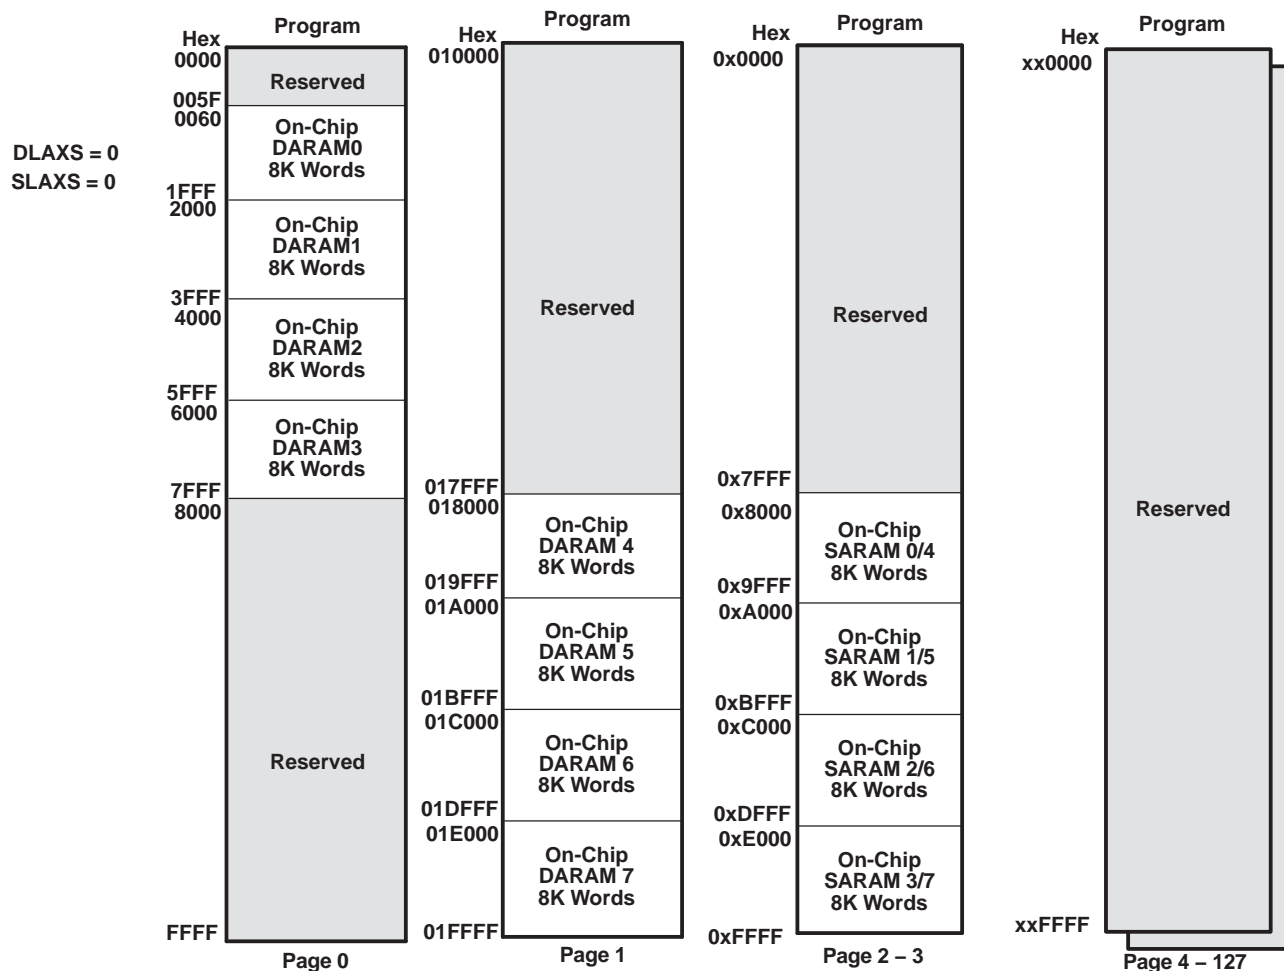 DLAXS = 0
SLAXS = 0
Program
Hex
0000
Reserved
005F
0060
On-Chip
DARAM0
8K Words
1FFF
2000
On-Chip
DARAM1
8K Words
3FFF
4000
On-Chip
DARAM2
8K Words
5FFF
6000
On-Chip
DARAM3
8K Words
7FFF
8000
Reserved
FFFF
Page 0
Program
Hex
010000
Reserved
017FFF
018000
On-Chip
DARAM 4
8K Words
019FFF
01A000
On-Chip
DARAM 5
8K Words
01BFFF
01C000
On-Chip
DARAM 6
8K Words
01DFFF
01E000
On-Chip
DARAM 7
8K Words
01FFFF
Page 1
Program
Hex
0x0000
Reserved
0x7FFF
0x8000
On-Chip
SARAM 0/4
8K Words
0x9FFF
0xA000
On-Chip
SARAM 1/5
8K Words
0xBFFF
0xC000
On-Chip
SARAM 2/6
8K Words
0xDFFF
0xE000
On-Chip
SARAM 3/7
8K Words
0xFFFF
Page 2 – 3
Program
Hex
xx0000
Reserved
xxFFFF
Page 4 – 127